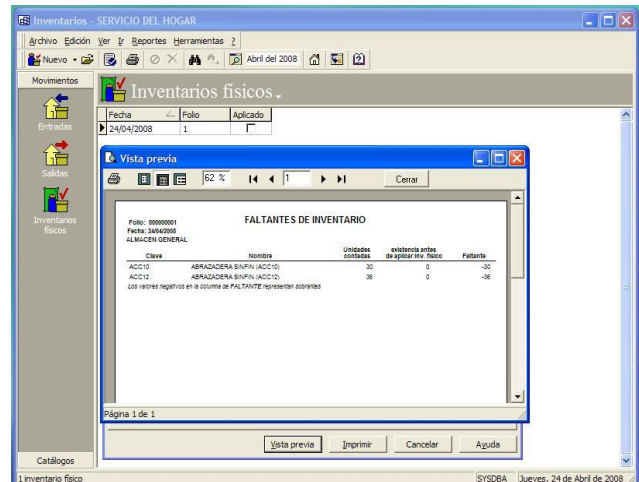 Inventarios - SERVICIO DEL HOGAR
Archivo Edición Ver Ir Reportes Herramientas ?
Nuevo Abril del 2008
Movimientos
Inventarios físicos
Entradas
Salidas
Inventarios
físicos
Fecha Folio Aplicado
24/04/2008 1
Vista previa
62 % 1 Cerrar
Folio: 000000001 FALTANTES DE INVENTARIO
Fecha: 24/04/2008
ALMACEN GENERAL
Clave Nombre Unidades contadas existencia antes de aplicar inv. físico Faltante
ACC10 ABRAZADERA SINFIN (ACC10) 30 0 -30
ACC12 ABRAZADERA SINFIN (ACC12) 36 0 -36
Los valores negativos en la columna de FALTANTE representan sobrantes
Página 1 de 1
Vista previa Imprimir Cancelar Ayuda
Catálogos
1 inventario físico SYSDBA Jueves, 24 de Abril de 2008